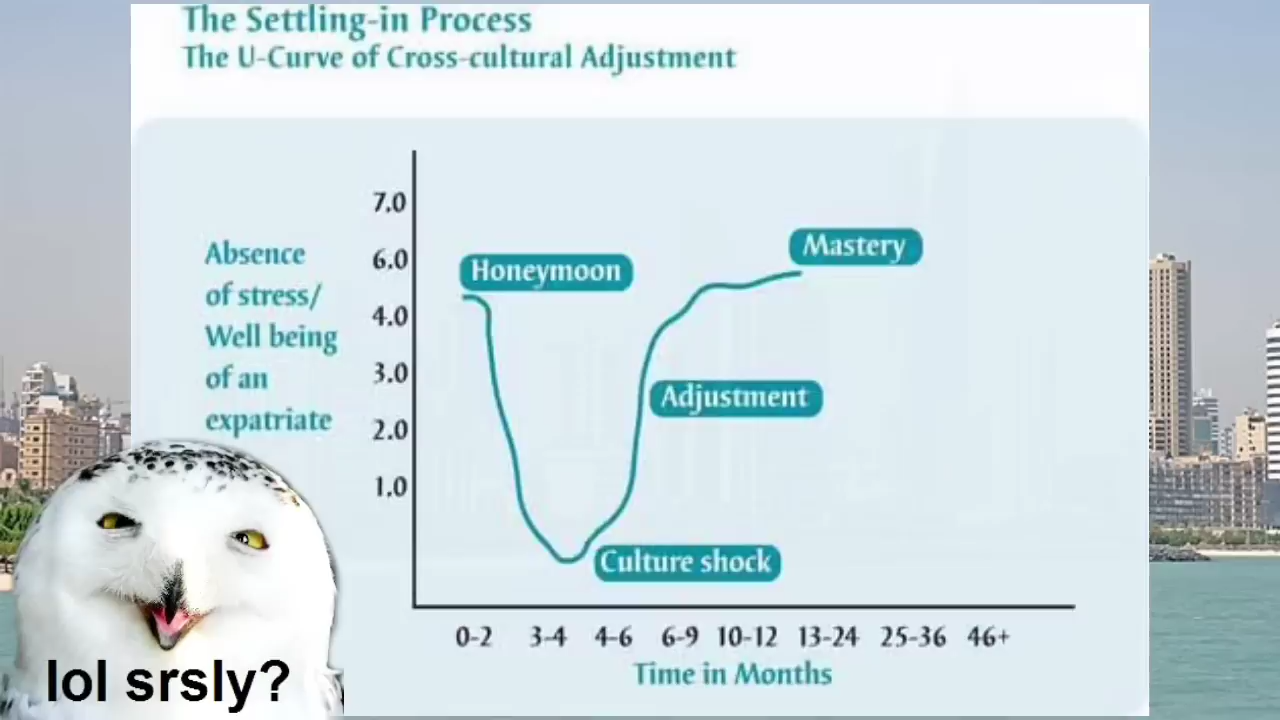 The Settling-in Process
The U-Curve of Cross-cultural Adjustment
Absence
of stress/
Well being
of an
expatriate
7.0
6.0
4.0
3.0
2.0
1.0
Honeymoon
Mastery
Adjustment
Culture shock
0-2 3-4 4-6 6-9 10-12 13-24 25-36 46+
Time in Months
lol srsly?